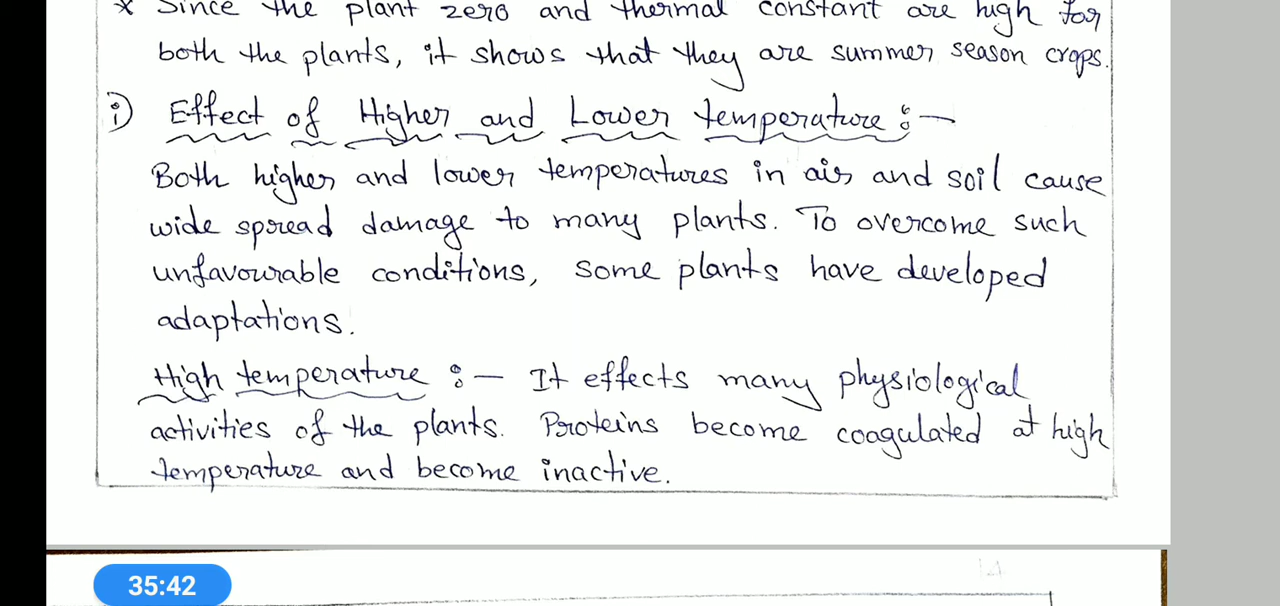 * Since the plant zero and thermal constant are high for
both the plants, it shows that they are summer season crops.
i) Effect of Higher and Lower temperature :-
Both higher and lower temperatures in air and soil cause
wide spread damage to many plants. To overcome such
unfavourable conditions, some plants have developed
adaptations.
High temperature :- It effects many physiological
activities of the plants. Proteins become coagulated at high
temperature and become inactive.
35:42